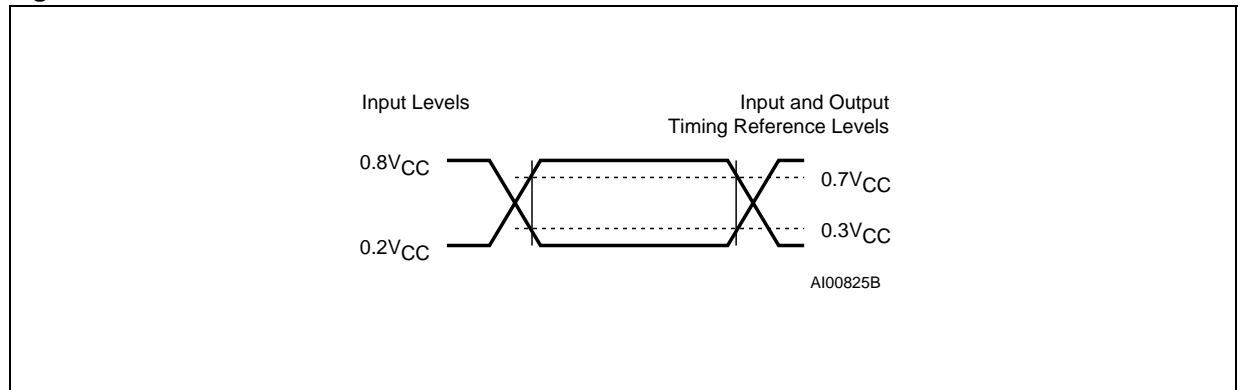 Input Levels
Input and Output
Timing Reference Levels
0.8VCC
0.7VCC
0.3VCC
0.2VCC
AI00825B